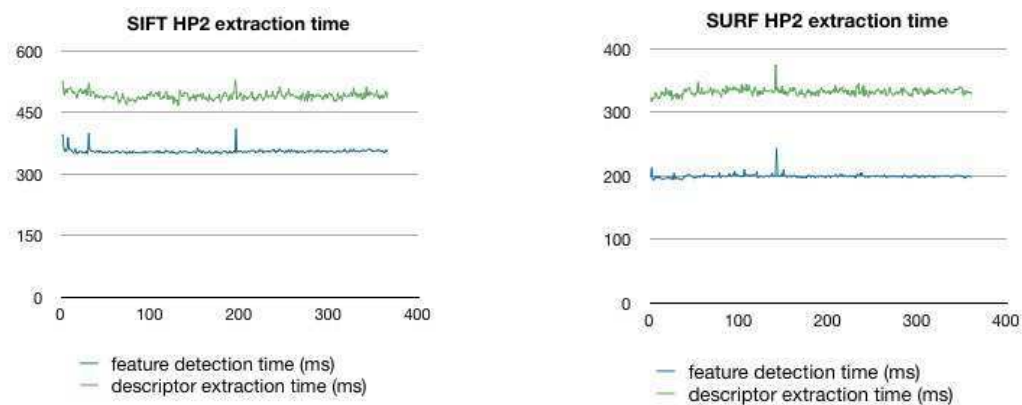 SIFT HP2 extraction time
600
450
300
150
0
0 100 200 300 400
feature detection time (ms)
descriptor extraction time (ms)
SURF HP2 extraction time
400
300
200
100
0
0 100 200 300 400
feature detection time (ms)
descriptor extraction time (ms)